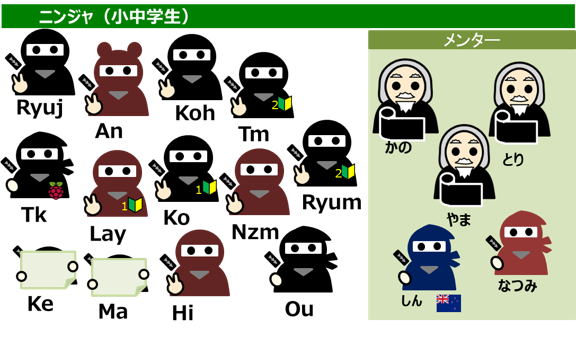 ニンジャ（小中学生）
メンター
Ryuj
An
Koh
Tm
2
かの
とり
やま
Tk
Lay
1
Ko
1
Nzm
Ryum
2
Ke
Ma
Hi
Ou
しん
なつみ